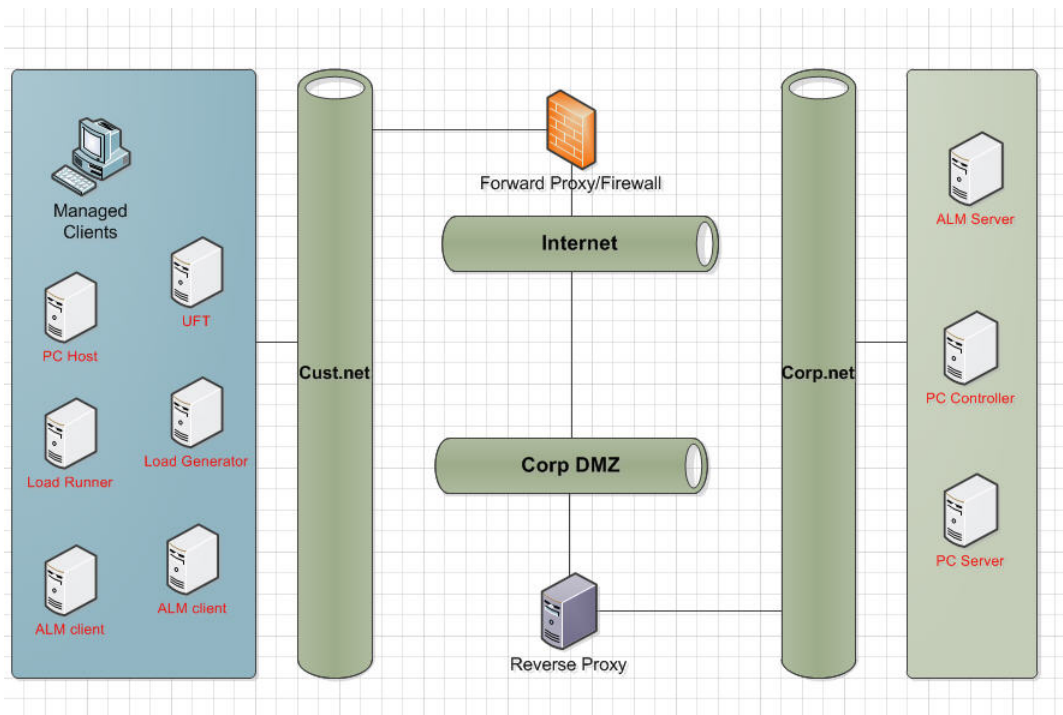 Managed
Clients
UFT
PC Host
Load Generator
Load Runner
ALM client
ALM client
Cust.net
Forward Proxy/Firewall
Internet
Corp DMZ
Reverse Proxy
Corp.net
ALM Server
PC Controller
PC Server